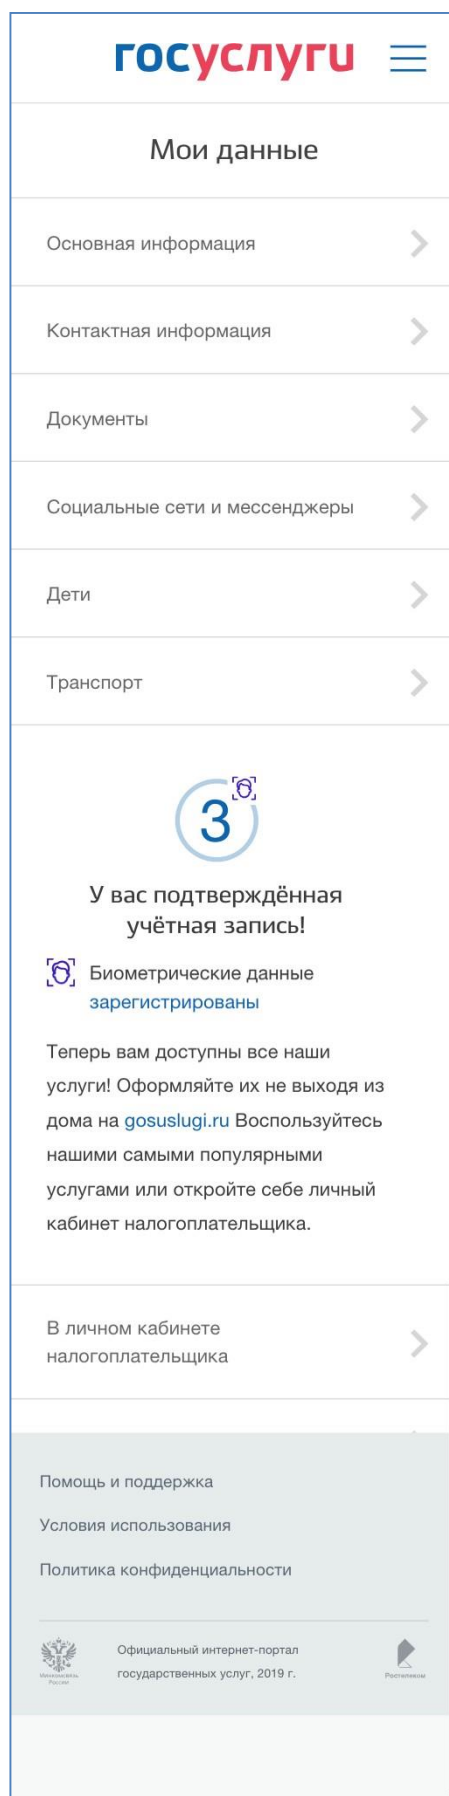 госуслуги
Мои данные
Основная информация
Контактная информация
Документы
Социальные сети и мессенджеры
Дети
Транспорт
3
У вас подтверждённая
учётная запись!
Биометрические данные
зарегистрированы
Теперь вам доступны все наши
услуги! Оформляйте их не выходя из
дома на gosuslugi.ru Воспользуйтесь
нашими самыми популярными
услугами или откройте себе личный
кабинет налогоплательщика.
В личном кабинете
налогоплательщика
Помощь и поддержка
Условия использования
Политика конфиденциальности
Официальный интернет-портал
государственных услуг, 2019 г.
Минкомсвязь
России
Ростелеком